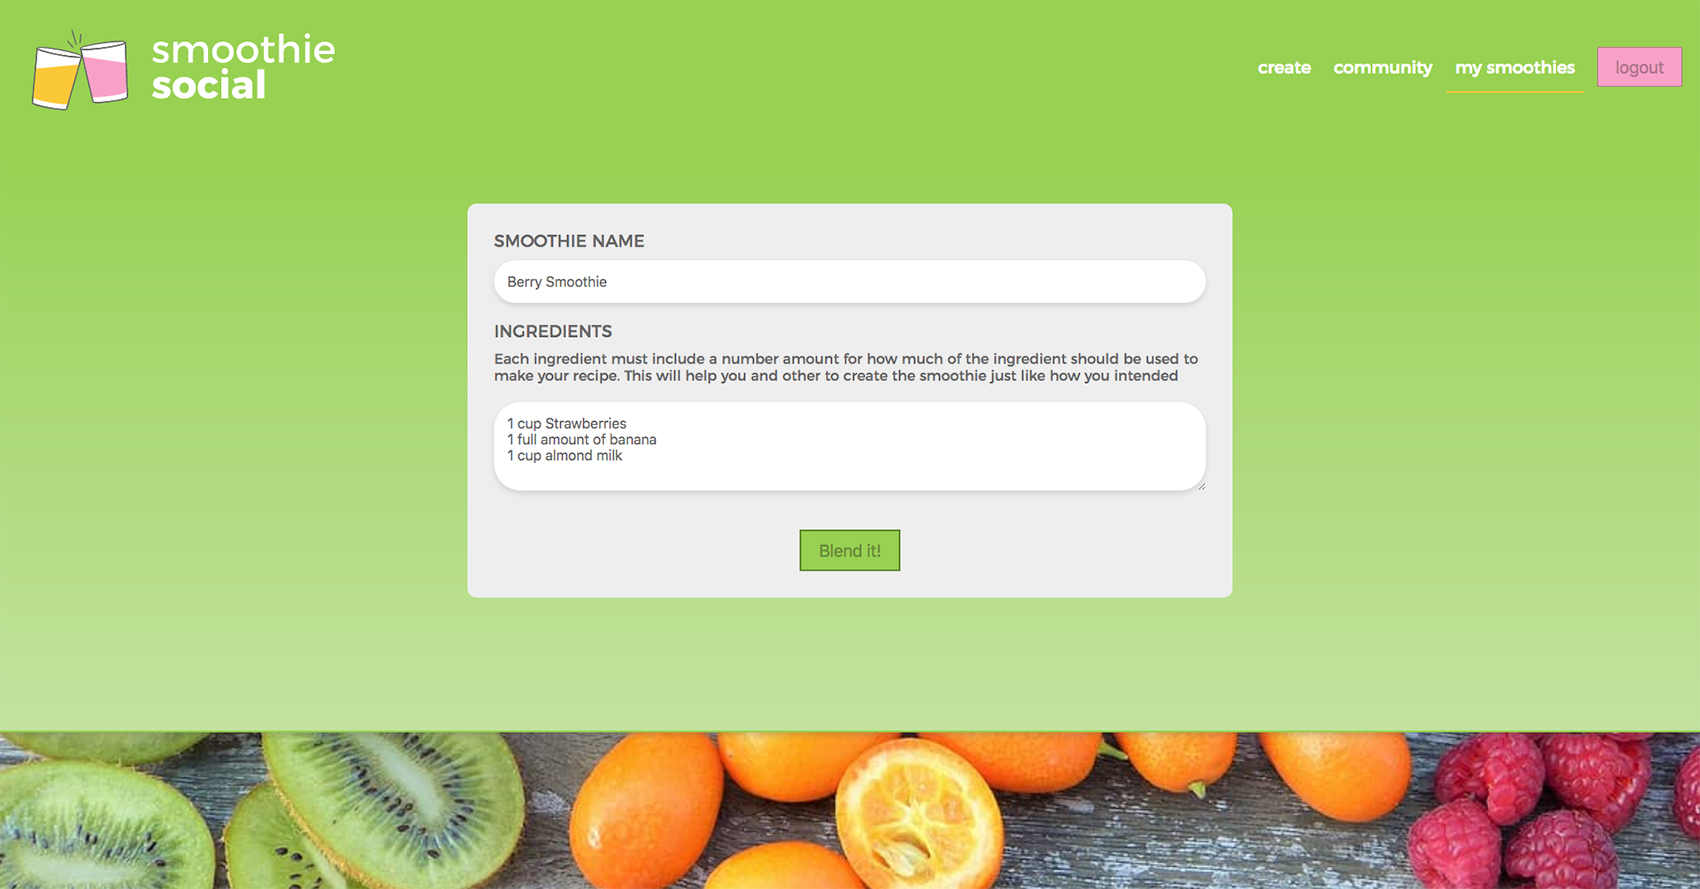 smoothie
social
create community my smoothies logout
SMOOTHIE NAME
Berry Smoothie
INGREDIENTS
Each ingredient must include a number amount for how much of the ingredient should be used to
make your recipe. This will help you and other to create the smoothie just like how you intended
1 cup Strawberries
1 full amount of banana
1 cup almond milk
Blend it!